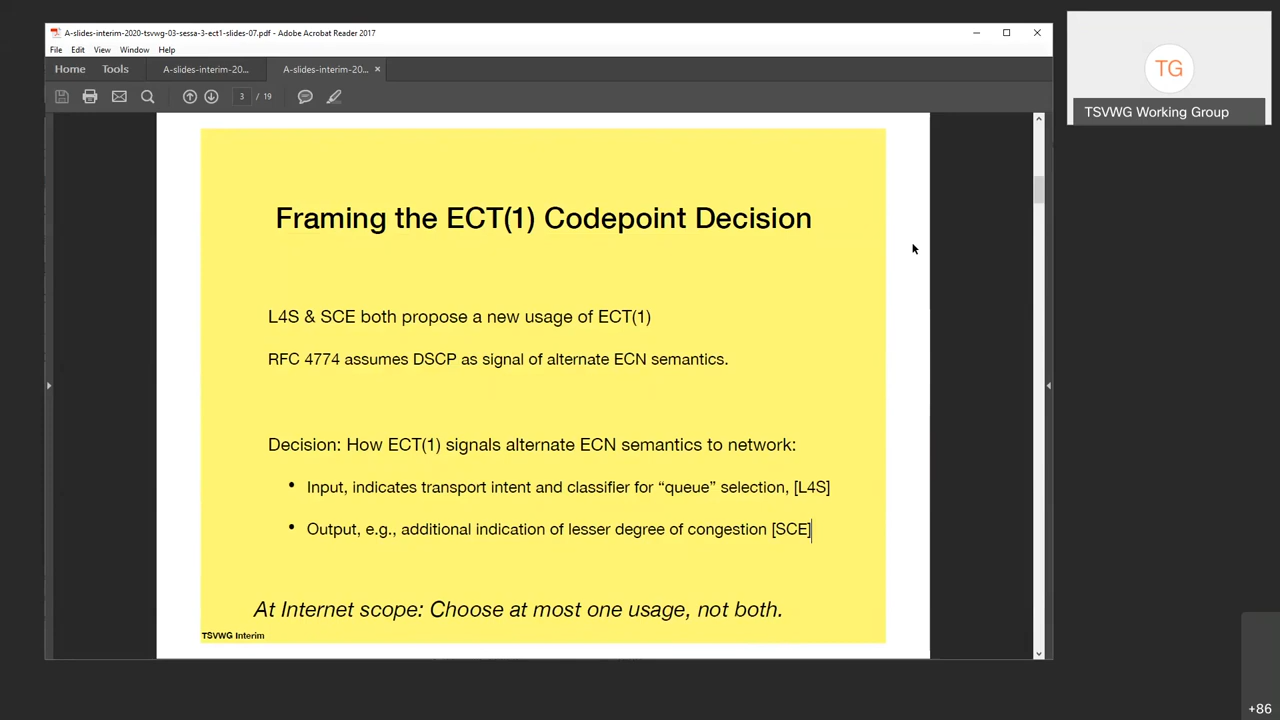 A-slides-interim-2020-tsvwg-03-sessa-3-ect1-slides-07.pdf - Adobe Acrobat Reader 2017
File Edit View Window Help
Home Tools A-slides-interim-20... A-slides-interim-20... ×
3 / 19
TG
TSVWG Working Group
Framing the ECT(1) Codepoint Decision
L4S & SCE both propose a new usage of ECT(1)
RFC 4774 assumes DSCP as signal of alternate ECN semantics.
Decision: How ECT(1) signals alternate ECN semantics to network:
• Input, indicates transport intent and classifier for “queue” selection, [L4S]
• Output, e.g., additional indication of lesser degree of congestion [SCE]
At Internet scope: Choose at most one usage, not both.
TSVWG Interim
+86